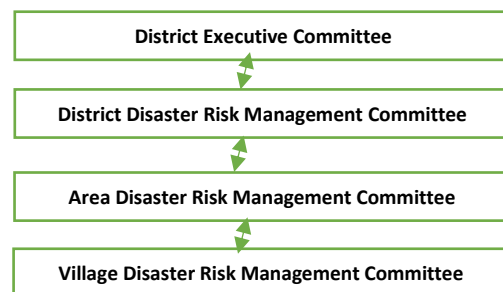 District Executive Committee
District Disaster Risk Management Committee
Area Disaster Risk Management Committee
Village Disaster Risk Management Committee